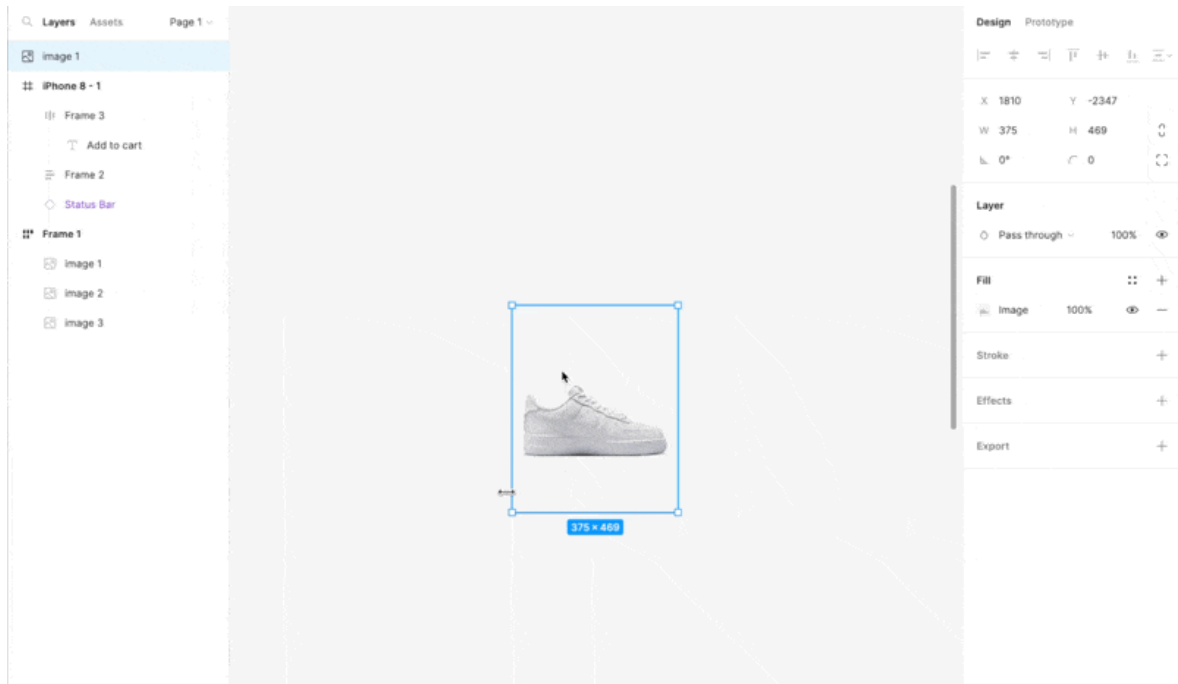 Layers Assets Page 1
image 1
iPhone 8 - 1
Frame 3
Add to cart
Frame 2
Status Bar
Frame 1
image 1
image 2
image 3
375 × 469
Design Prototype
X 1810 Y -2347
W 375 H 469
0° 0
Layer
Pass through 100%
Fill
Image 100%
Stroke
Effects
Export